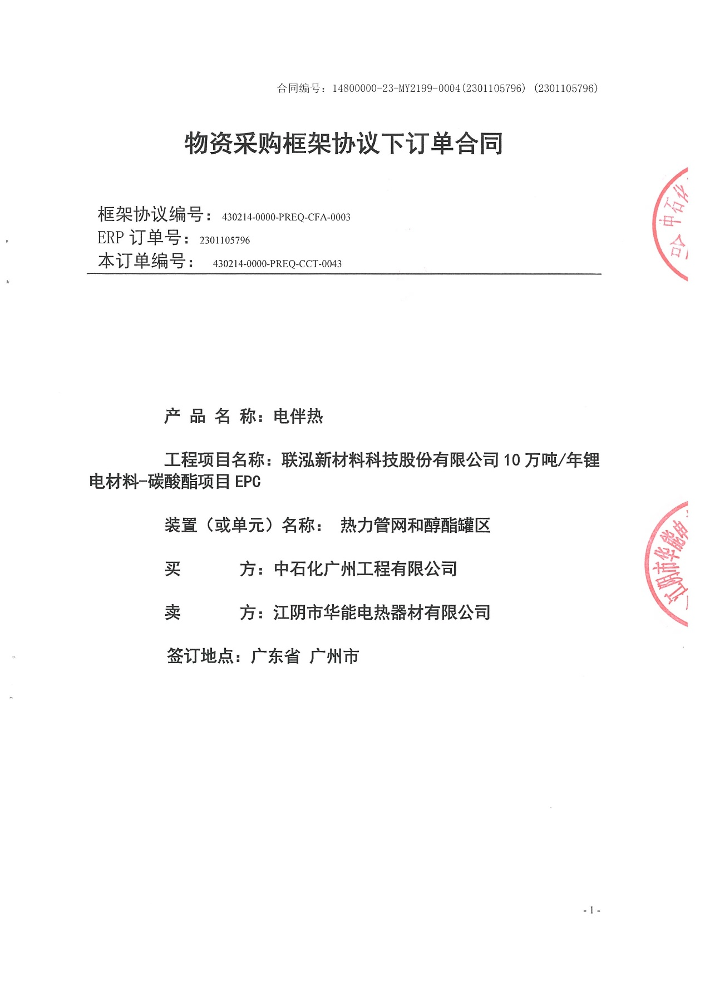 合同编号：14800000-23-MY2199-0004(2301105796) (2301105796)
物资采购框架协议下订单合同
框架协议编号：430214-0000-PREQ-CFA-0003
ERP 订单号：2301105796
本订单编号： 430214-0000-PREQ-CCT-0043
产 品 名 称：电伴热
工程项目名称：联泓新材料科技股份有限公司 10 万吨/年锂
电材料-碳酸酯项目 EPC
装置（或单元）名称： 热力管网和醇酯罐区
买 方：中石化广州工程有限公司
卖 方：江阴市华能电热器材有限公司
签订地点：广东省 广州市
中石化
合
江阴市华能电
- 1 -